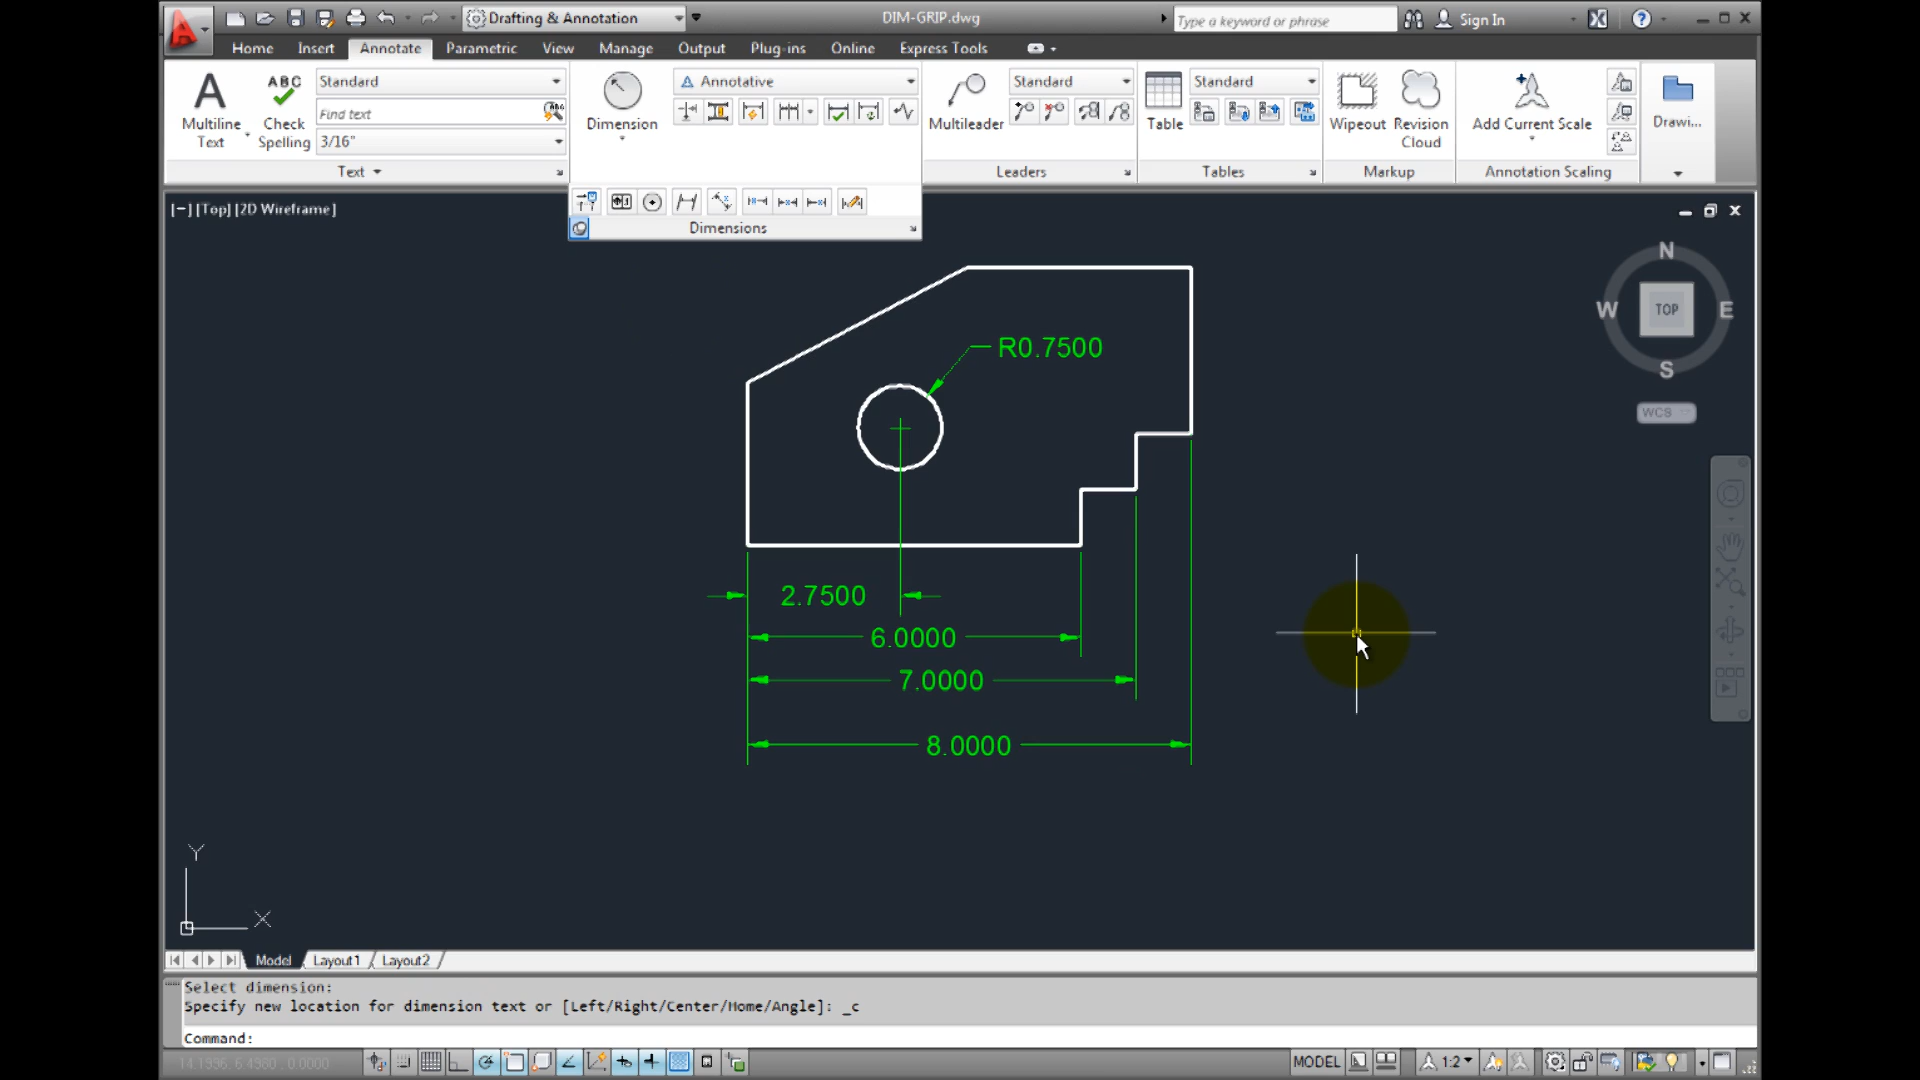 Drafting & Annotation
DIM-GRIP.dwg
Type a keyword or phrase
Sign In
Home
Insert
Annotate
Parametric
View
Manage
Output
Plug-ins
Online
Express Tools
A
Multiline
Text
ABC
Check
Spelling
Standard
Find text
3/16"
Dimension
Annotative
Multileader
Standard
Table
Standard
Wipeout
Revision
Cloud
Add Current Scale
Drawi...
Text
Leaders
Tables
Markup
Annotation Scaling
Dimensions
[−] [Top] [2D Wireframe]
N
W
TOP
E
S
WCS
R0.7500
2.7500
6.0000
7.0000
8.0000
Y
X
Model
Layout1
Layout2
Select dimension:
Specify new location for dimension text or [Left/Right/Center/Home/Angle]: _c
Command:
MODEL
1:2